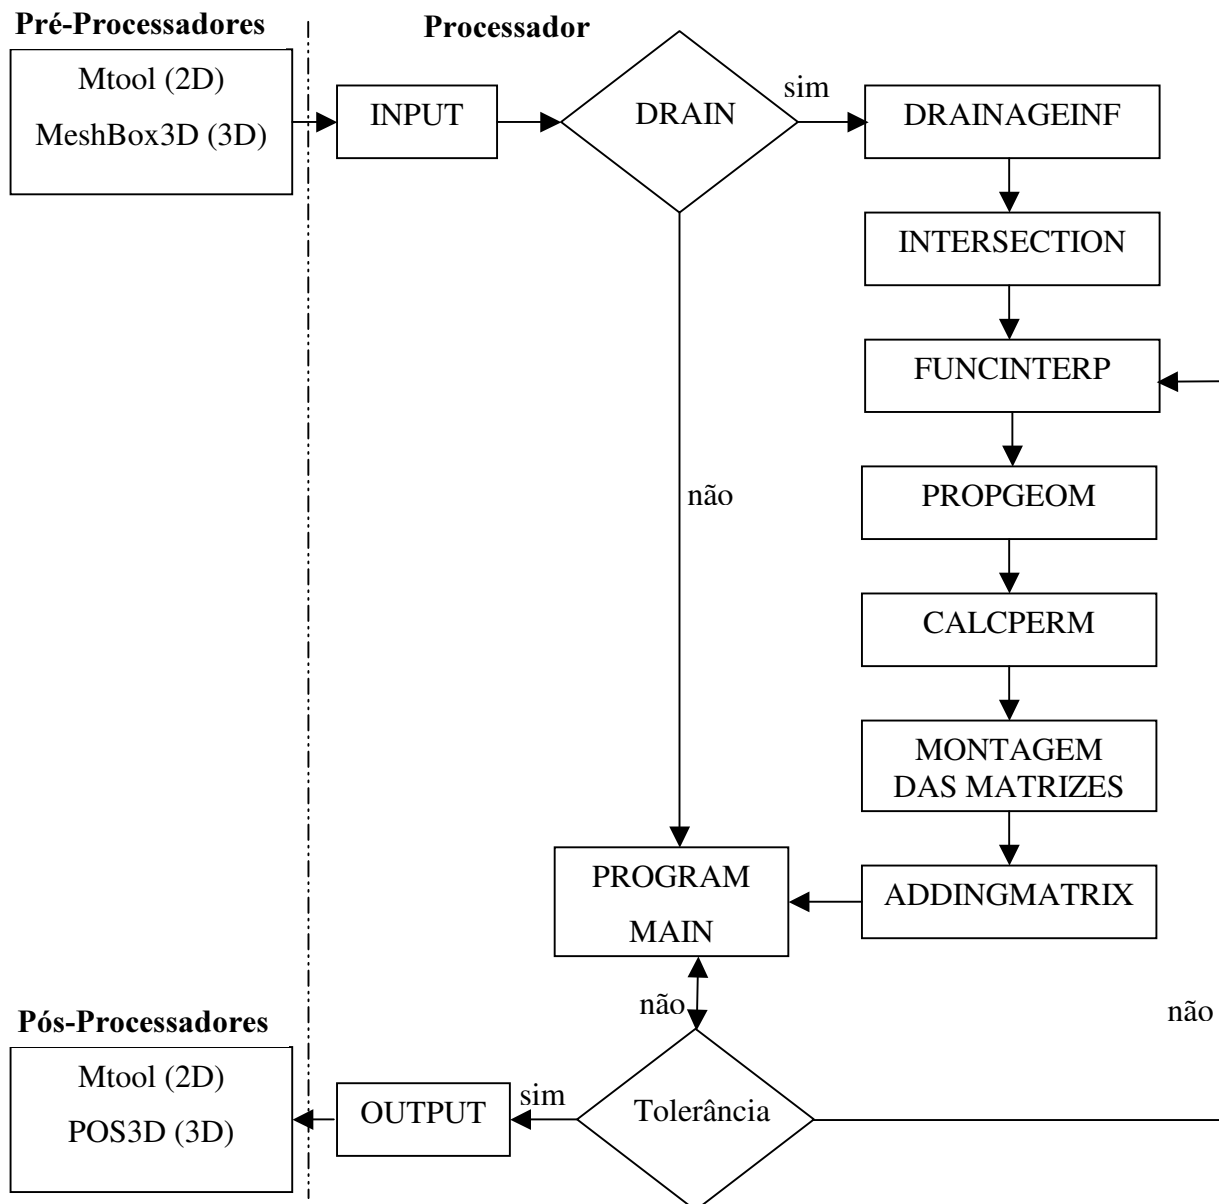 Pré-Processadores
Processador
Mtool (2D)
MeshBox3D (3D)
INPUT
DRAIN
sim
DRAINAGEINF
INTERSECTION
FUNCINTERP
não
PROPGEOM
CALCPERM
MONTAGEM
DAS MATRIZES
PROGRAM
MAIN
ADDINGMATRIX
não
não
Pós-Processadores
Mtool (2D)
POS3D (3D)
OUTPUT
sim
Tolerância